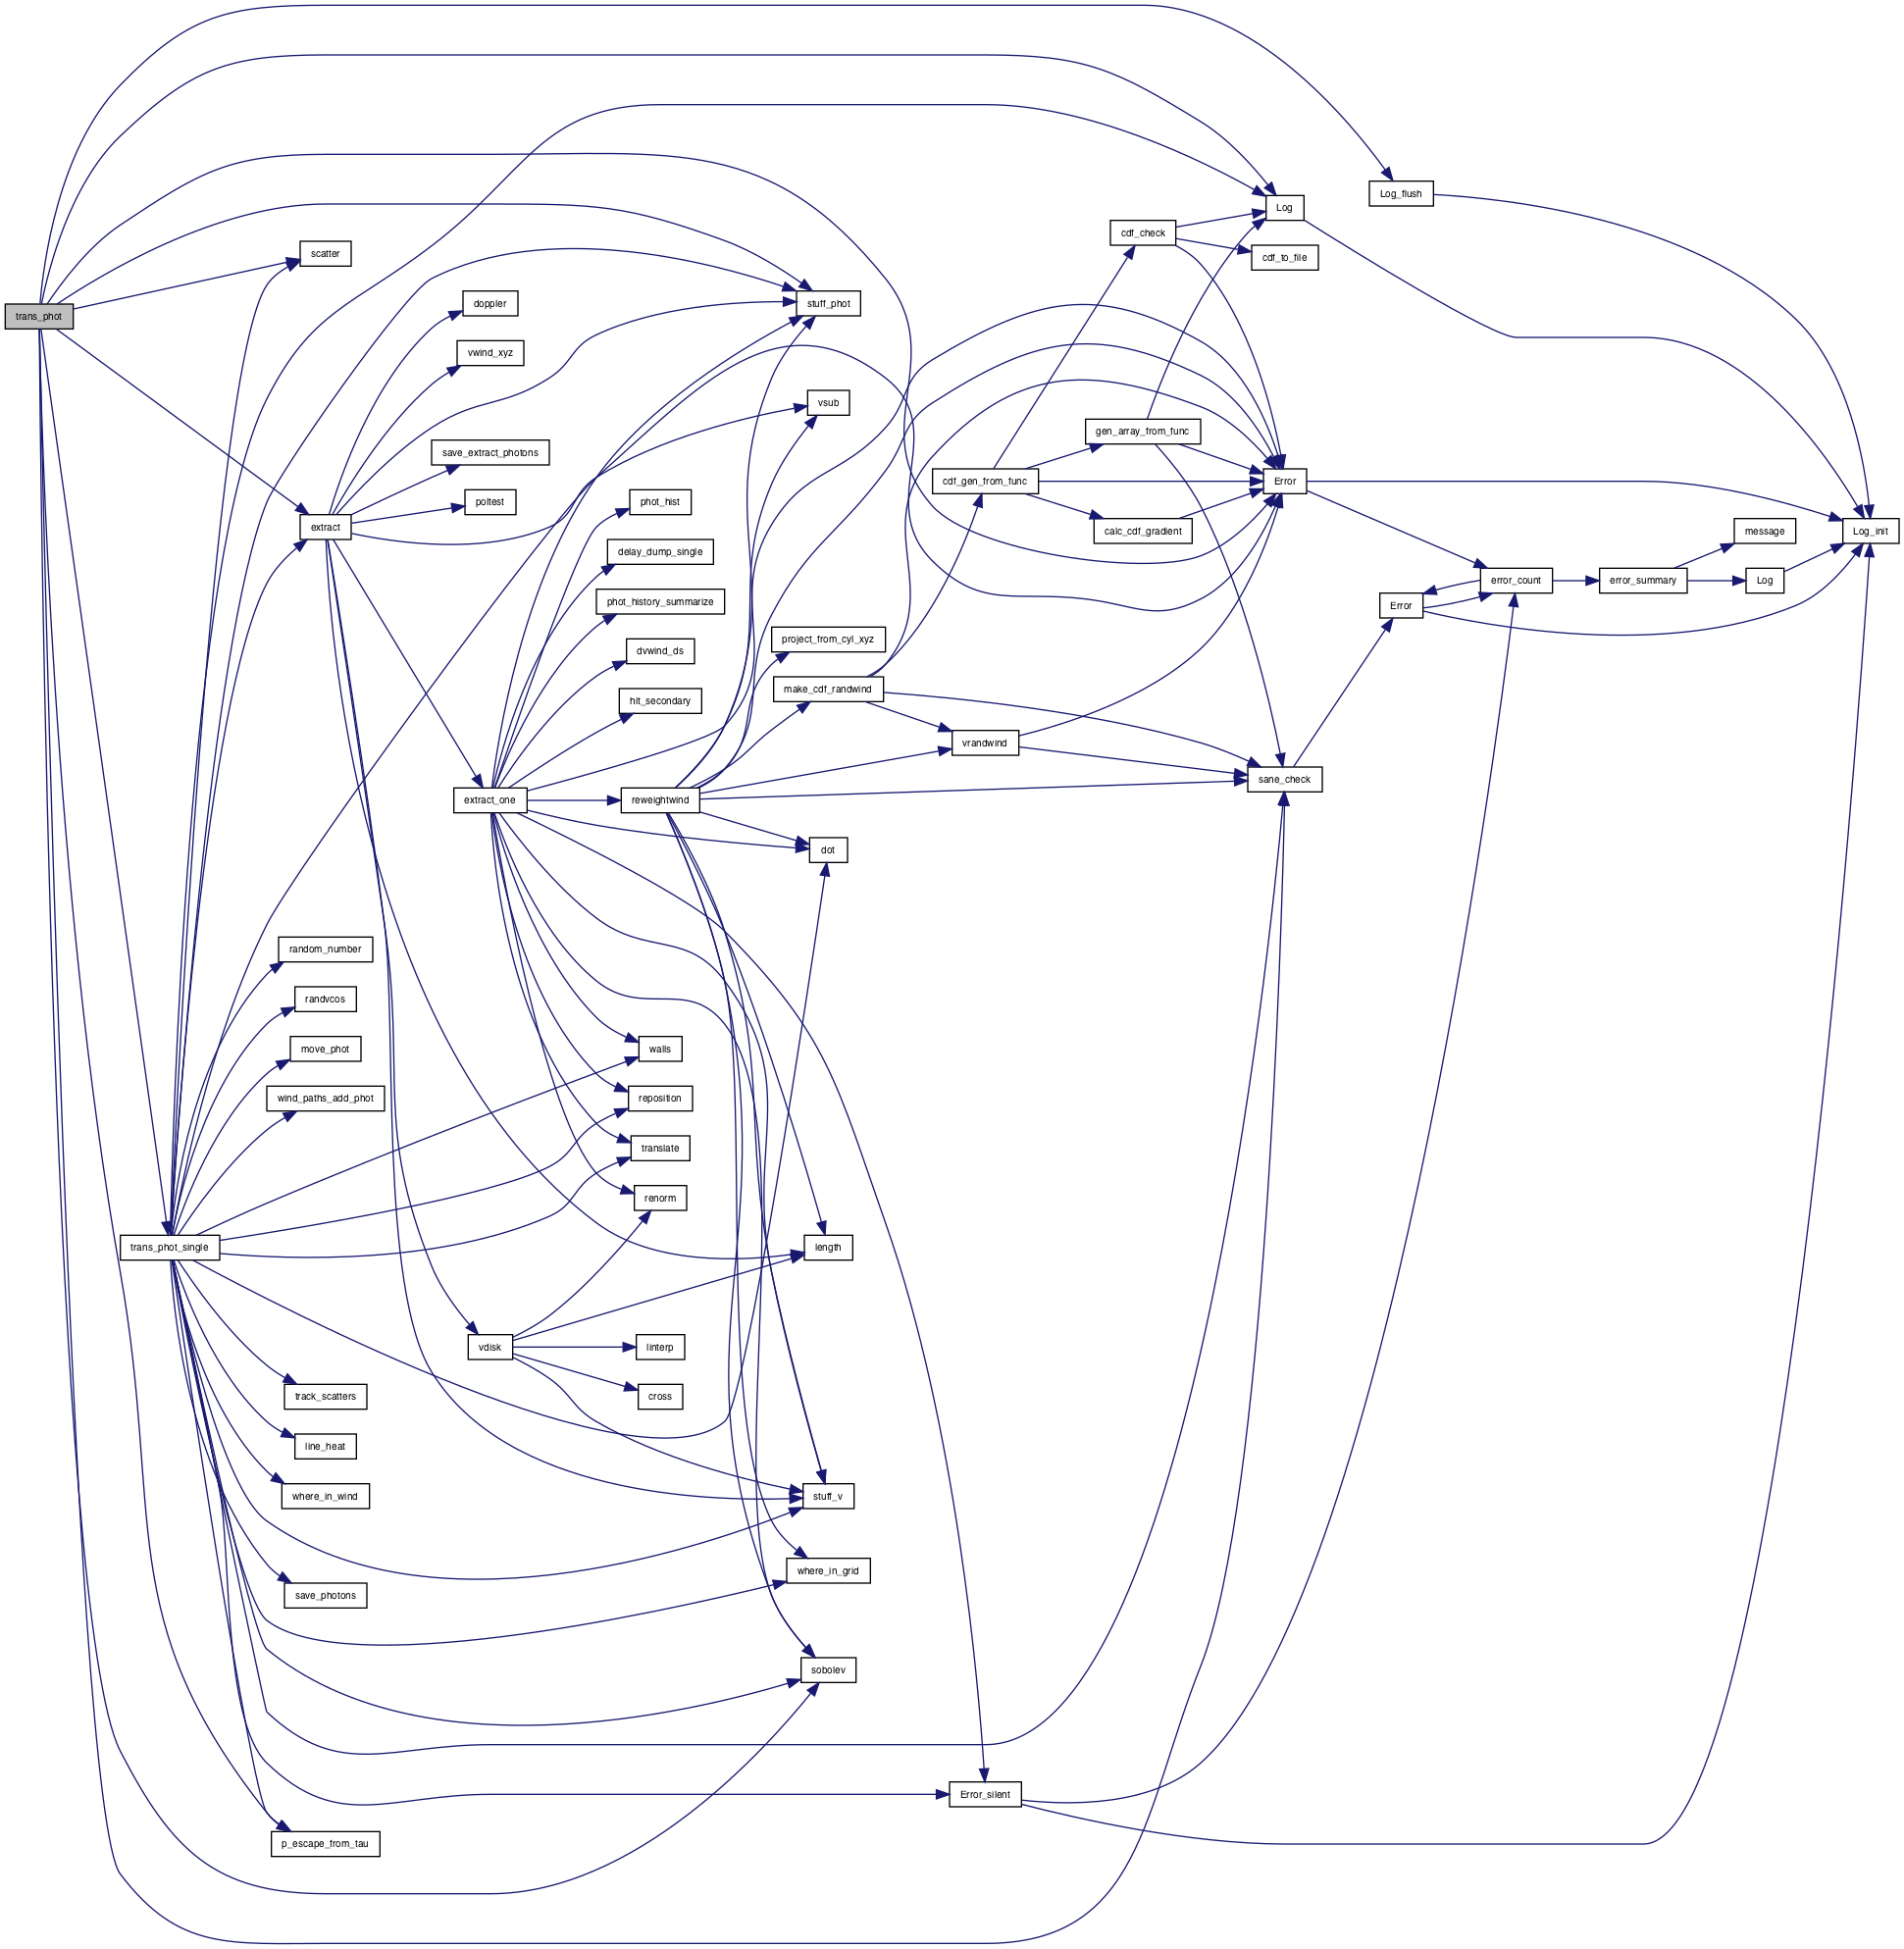 trans_phot
scatter
extract
trans_phot_single
random_number
randvcos
move_phot
wind_paths_add_phot
track_scatters
line_heat
where_in_wind
save_photons
p_escape_from_tau
doppler
vwind_xyz
save_extract_photons
poltest
extract_one
vdisk
phot_hist
delay_dump_single
phot_history_summarize
dvwind_ds
hit_secondary
reweightwind
walls
reposition
translate
renorm
linterp
cross
stuff_phot
vsub
project_from_cyl_xyz
make_cdf_randwind
dot
length
stuff_v
where_in_grid
sobolev
cdf_gen_from_func
vrandwind
Error_silent
cdf_check
gen_array_from_func
calc_cdf_gradient
Log
cdf_to_file
Error
sane_check
Log_flush
Error
error_count
error_summary
message
Log
Log_init